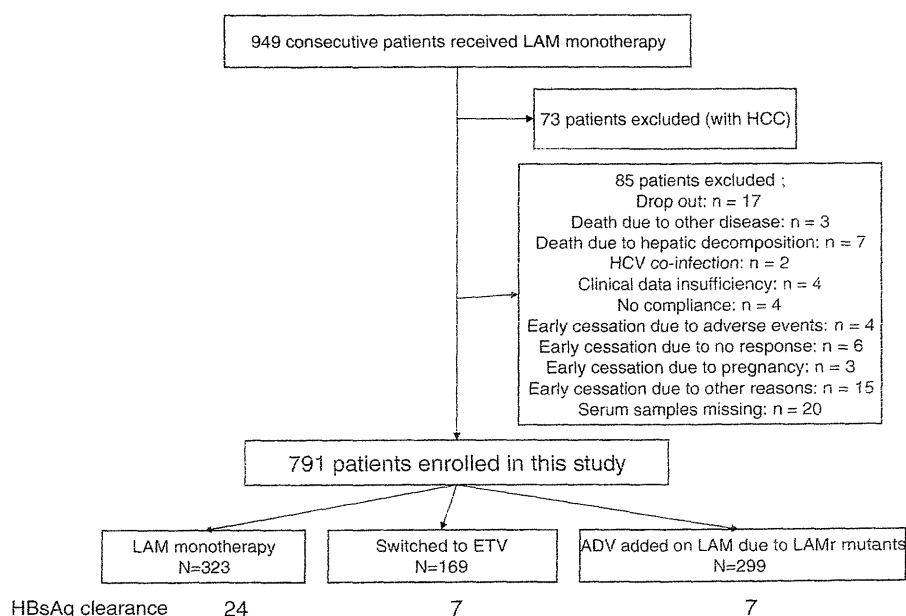 949 consecutive patients received LAM monotherapy
73 patients excluded (with HCC)
85 patients excluded ;
Drop out: n = 17
Death due to other disease: n = 3
Death due to hepatic decomposition: n = 7
HCV co-infection: n = 2
Clinical data insufficiency: n = 4
No compliance: n = 4
Early cessation due to adverse events: n = 4
Early cessation due to no response: n = 6
Early cessation due to pregnancy: n = 3
Early cessation due to other reasons: n = 15
Serum samples missing: n = 20
791 patients enrolled in this study
LAM monotherapy
N=323
Switched to ETV
N=169
ADV added on LAM due to LAMr mutants
N=299
HBsAg clearance 24 7 7